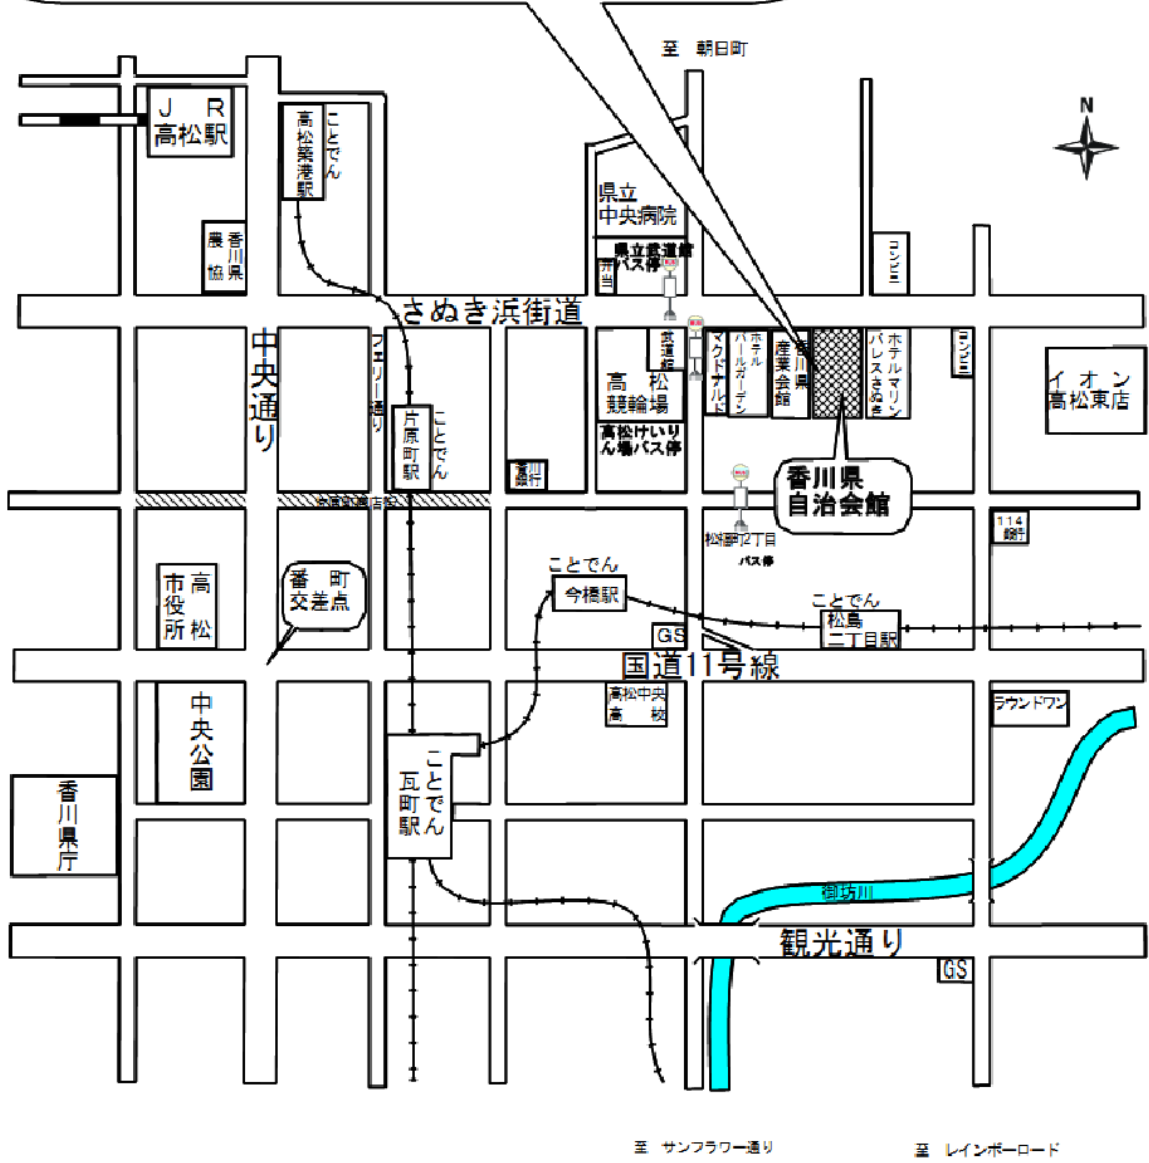 至 朝日町
N
J R
高松駅
ことでん
高松築港駅
県立
中央病院
香川県
農協
県立武道館
バス停
弁当
コンビニ
さぬき浜街道
中央通り
フェリー通り
武道館
マクドナルド
ホテル
パールガーデン
香川県
産業会館
ホテルマリン
パレスさぬき
コンビニ
イオン
高松東店
高松
競輪場
ことでん
片原町駅
高松けいり
ん場バス停
香川
銀行
香川県
自治会館
松福町2丁目
バス停
114
銀行
高松
市役所
番町
交差点
ことでん
今橋駅
ことでん
松島
二丁目駅
GS
国道11号線
中央公園
高松中央
高校
ラウンドワン
ことでん
瓦町駅
香川県庁
御坊川
観光通り
GS
至 サンフラワー通り
至 レインボーロード